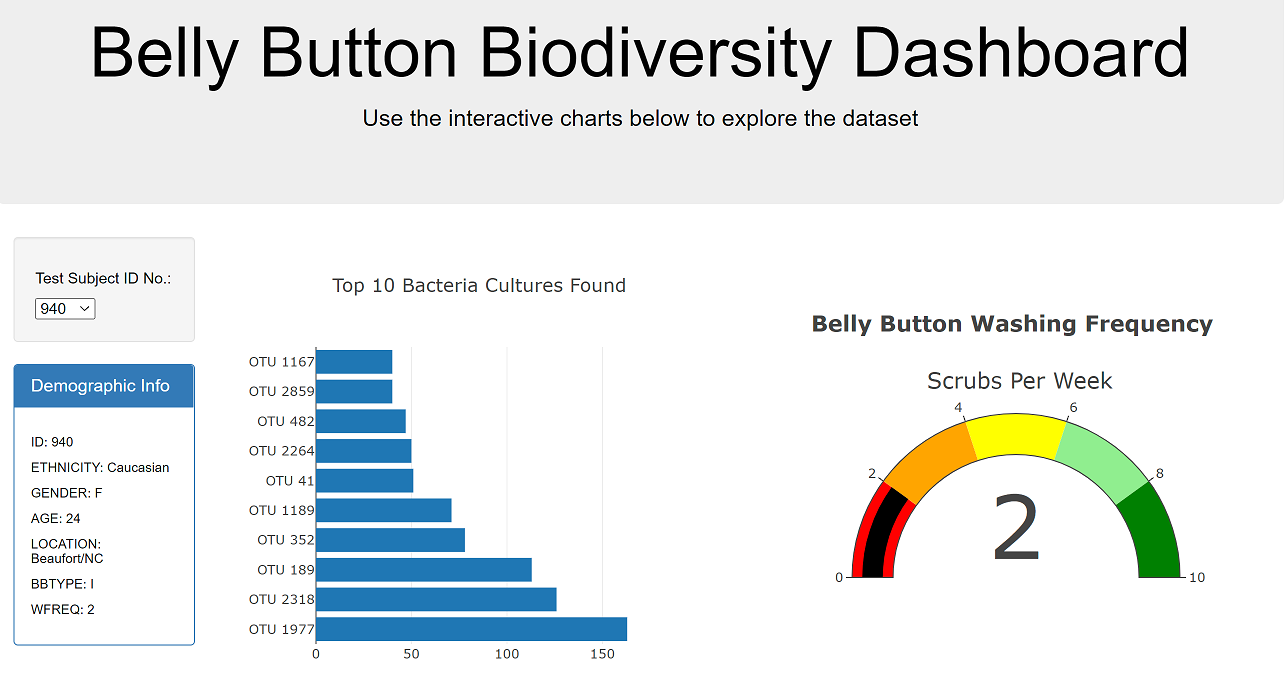 Belly Button Biodiversity Dashboard
Use the interactive charts below to explore the dataset
Test Subject ID No.:
940
Demographic Info
ID: 940
ETHNICITY: Caucasian
GENDER: F
AGE: 24
LOCATION:
Beaufort/NC
BBTYPE: I
WFREQ: 2
Top 10 Bacteria Cultures Found
OTU 1167
OTU 2859
OTU 482
OTU 2264
OTU 41
OTU 1189
OTU 352
OTU 189
OTU 2318
OTU 1977
0 50 100 150
Belly Button Washing Frequency
Scrubs Per Week
4 6
2 8
2
0 10